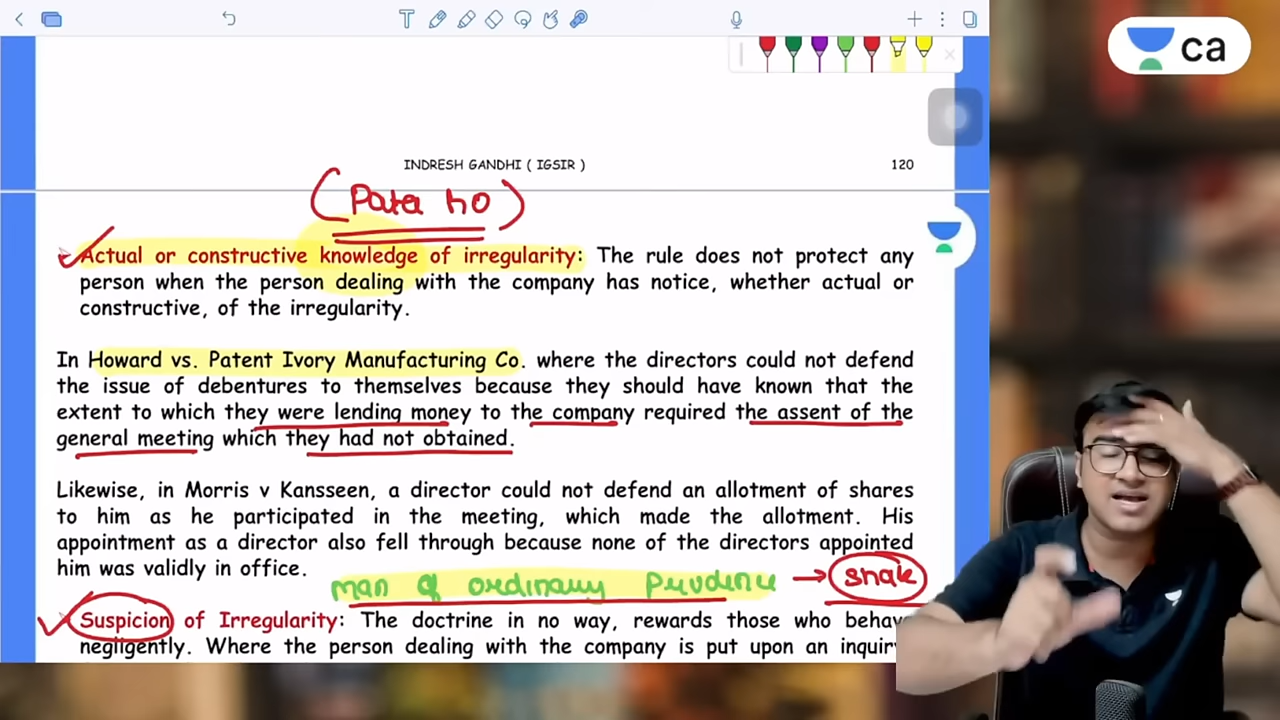 T
ca
INDRESH GANDHI ( IGSIR )
120
(Pata ho)
Actual or constructive knowledge of irregularity: The rule does not protect any
person when the person dealing with the company has notice, whether actual or
constructive, of the irregularity.
In Howard vs. Patent Ivory Manufacturing Co. where the directors could not defend
the issue of debentures to themselves because they should have known that the
extent to which they were lending money to the company required the assent of the
general meeting which they had not obtained.
Likewise, in Morris v Kansseen, a director could not defend an allotment of shares
to him as he participated in the meeting, which made the allotment. His
appointment as a director also fell through because none of the directors appointed
him was validly in office.
man of ordinary Prudence → shak
Suspicion of Irregularity: The doctrine in no way, rewards those who behav
negligently. Where the person dealing with the company is put upon an inquiry